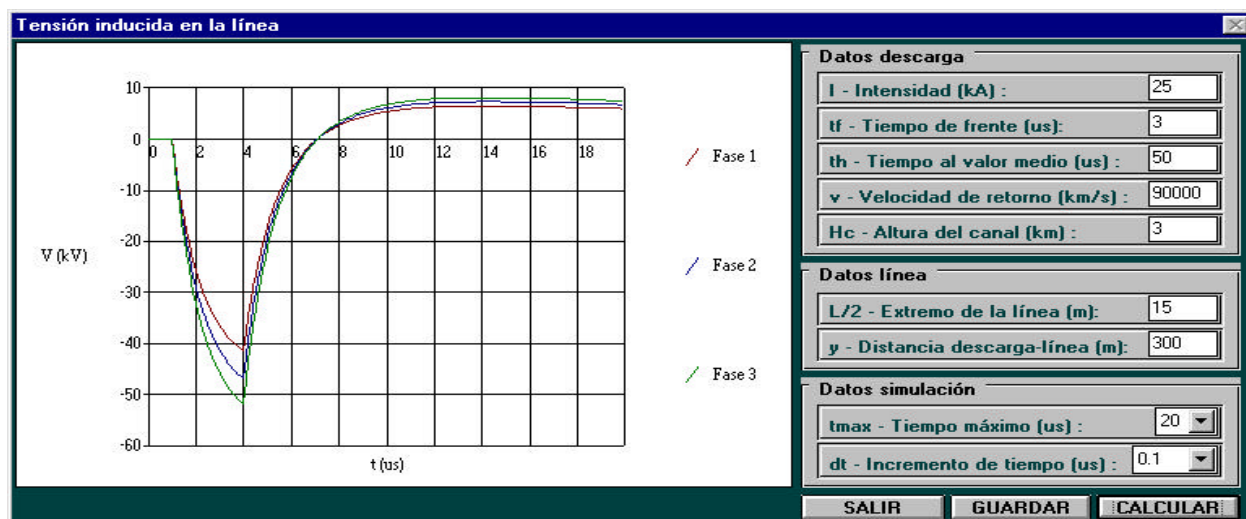 Tensión inducida en la línea
10
0
-10
-20
-30
-40
-50
-60
V (kV)
0 2 4 6 8 10 12 14 16 18
t (us)
Fase 1
Fase 2
Fase 3
Datos descarga
I - Intensidad (kA) : 25
tf - Tiempo de frente (us): 3
th - Tiempo al valor medio (us) : 50
v - Velocidad de retorno (km/s) : 90000
Hc - Altura del canal (km) : 3
Datos línea
L/2 - Extremo de la línea (m): 15
y - Distancia descarga-línea (m): 300
Datos simulación
tmax - Tiempo máximo (us) : 20
dt - Incremento de tiempo (us) : 0.1
SALIR GUARDAR CALCULAR